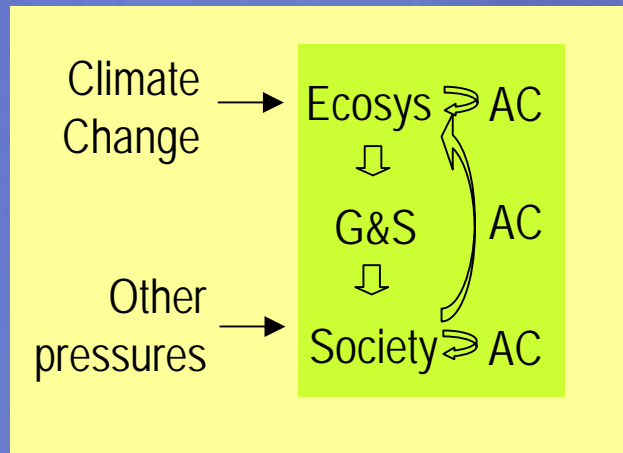 Climate
Change
Ecosys AC
G&S AC
Other
pressures
Society AC